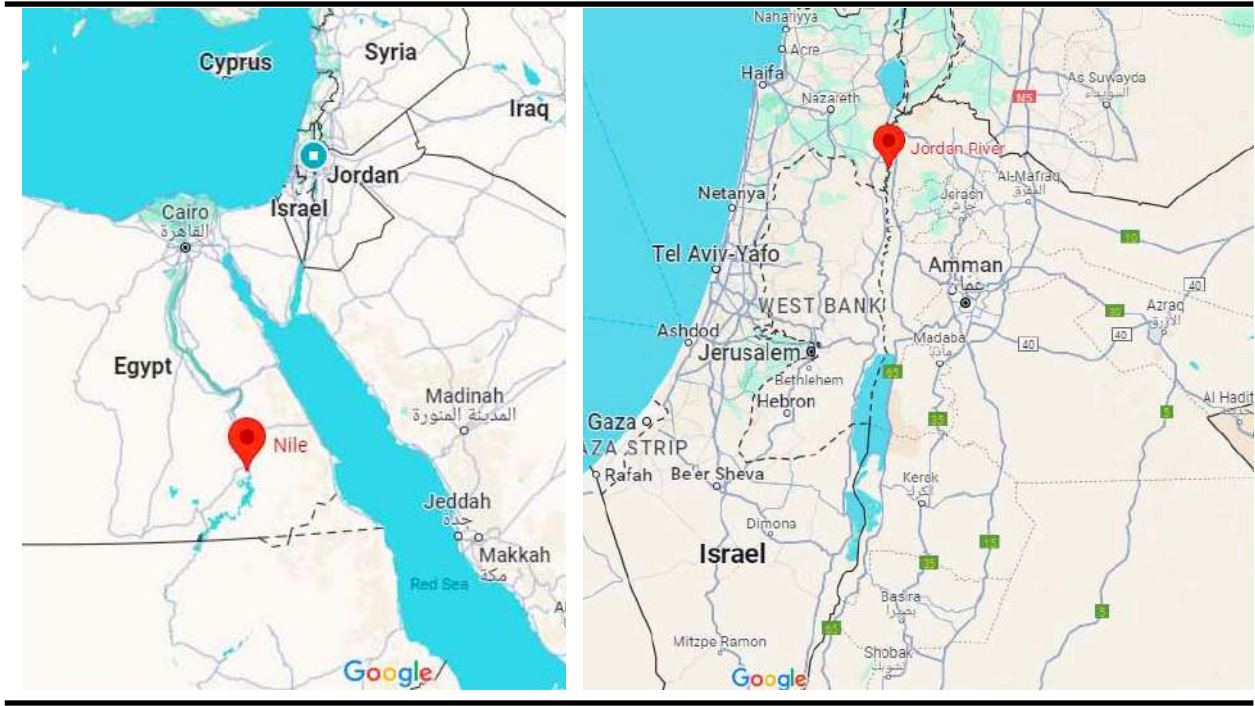 Cyprus
Syria
Iraq
Jordan
Israel
Cairo
القاهرة
Egypt
Madinah
المدينة المنورة
Nile
Jeddah
جدة
Makkah
مكة
Red Sea
Google
Nahariyya
Acre
Haifa
As Suwayda
السويداء
Nazareth
M5
Jordan River
Al-Mafraq
المفرق
Jerash
جرش
Netanya
10
Tel Aviv-Yafo
Amman
عمان
40
WEST BANK
30
Azraq
الأزرق
Ashdod
Madaba
مادبا
40
40
Jerusalem
65
Bethlehem
Hebron
Al Hadit
Gaza
35
5
AZA STRIP
Rafah
Be'er Sheva
Kerak
الكرك
Dimona
Israel
15
35
Basira
بصيرا
5
65
Mitzpe Ramon
Shobak
الشوبك
Google